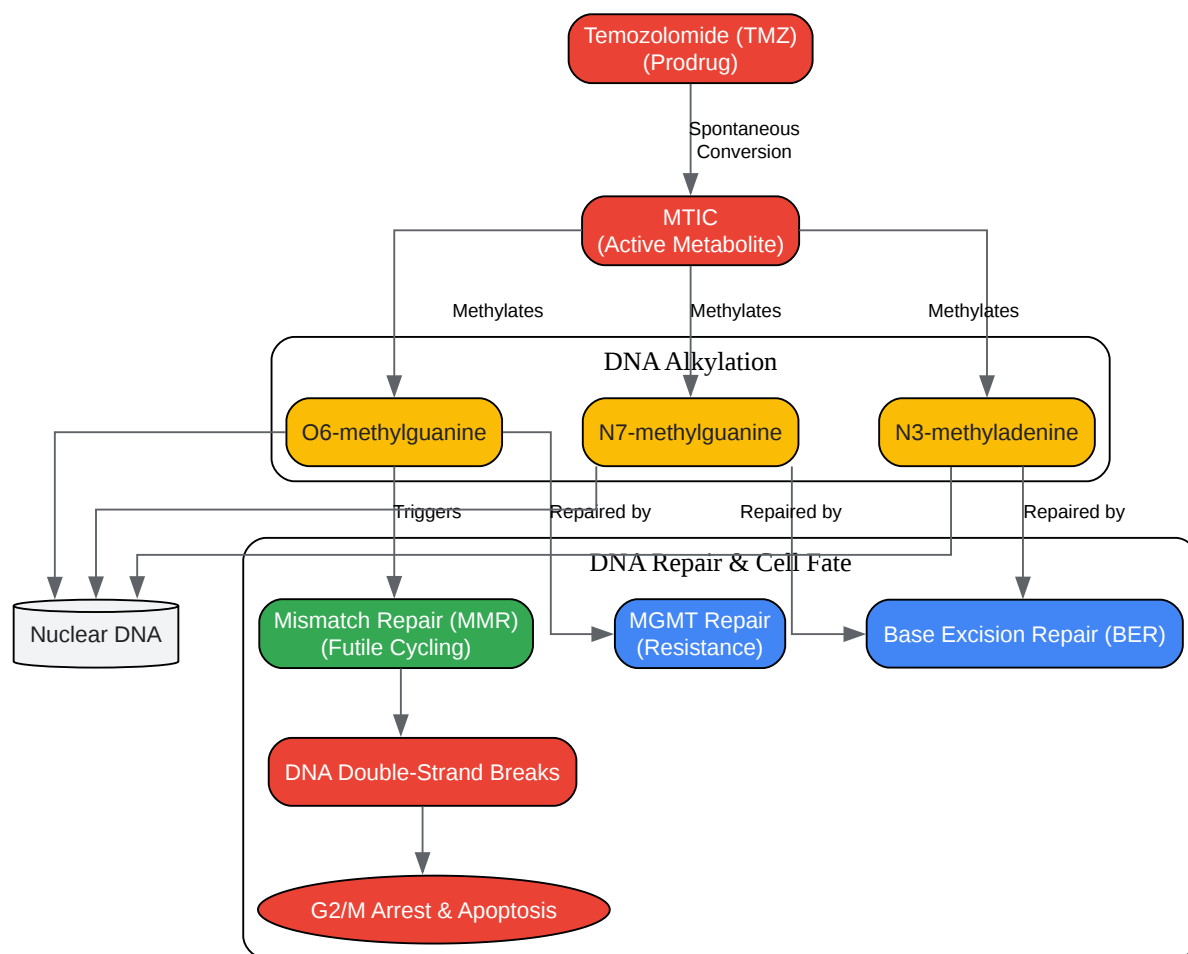 Temozolomide (TMZ)
(Prodrug)
Spontaneous
Conversion
MTIC
(Active Metabolite)
Methylates
Methylates
Methylates
DNA Alkylation
O6-methylguanine
N7-methylguanine
N3-methyladenine
Triggers
Repaired by
Repaired by
Repaired by
DNA Repair & Cell Fate
Nuclear DNA
Mismatch Repair (MMR)
(Futile Cycling)
MGMT Repair
(Resistance)
Base Excision Repair (BER)
DNA Double-Strand Breaks
G2/M Arrest & Apoptosis